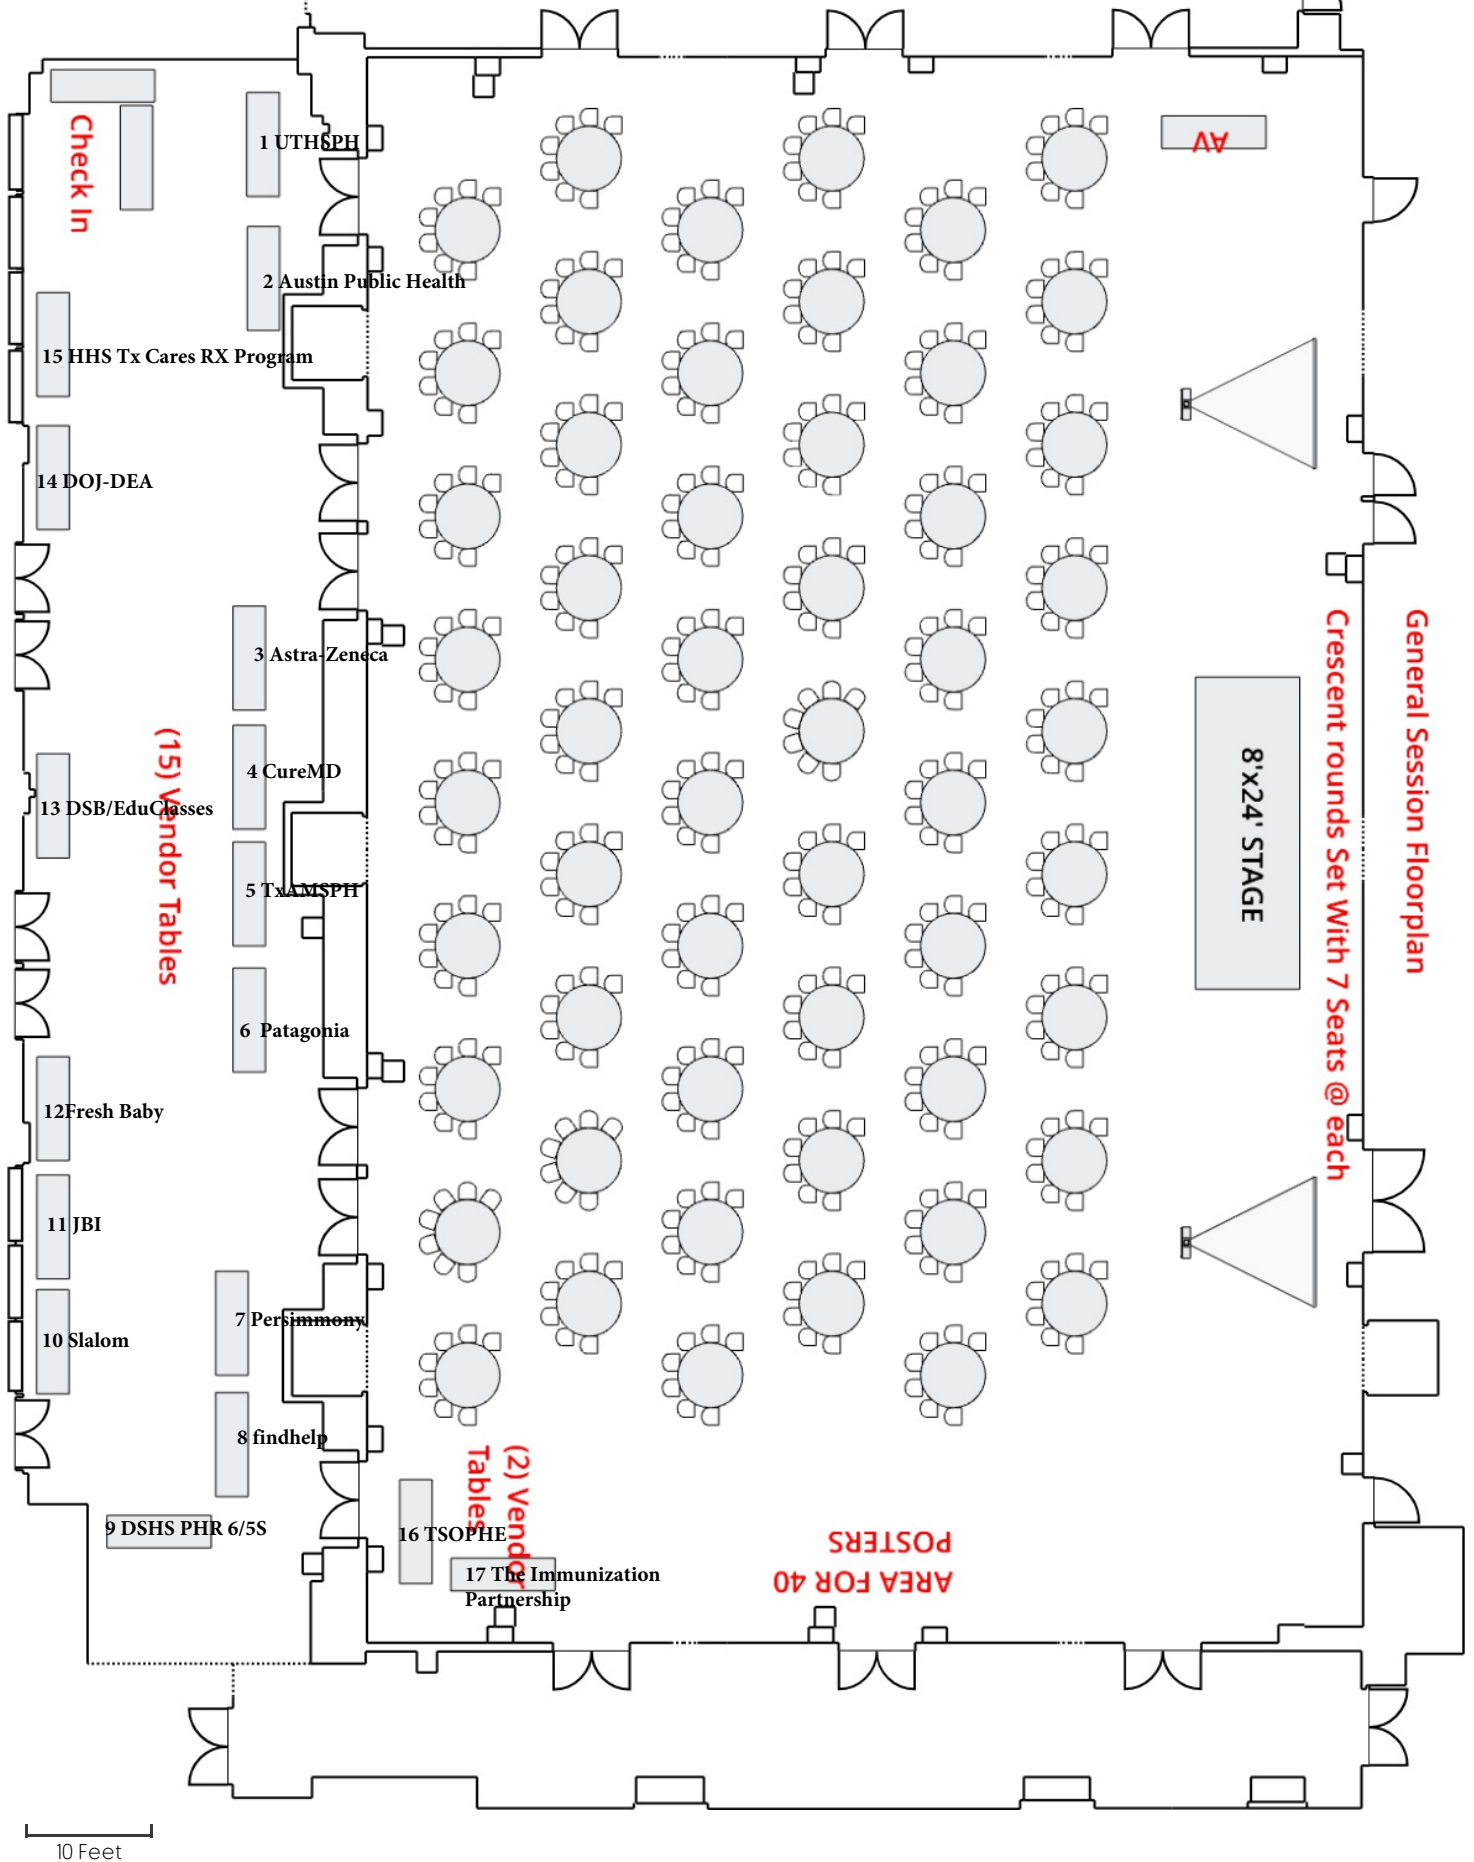 Check In
1 UTHSPH
AV
2 Austin Public Health
15 HHS Tx Cares RX Program
14 DOJ-DEA
3 Astra-Zeneca
(15) Vendor Tables
4 CureMD
13 DSB/EduClasses
5 TxAMSPH
6 Patagonia
12Fresh Baby
11 JBI
7 Persimmony
10 Slalom
8 findhelp
9 DSHS PHR 6/5S
General Session Floorplan
Crescent rounds Set With 7 Seats @ each
8'x24' STAGE
(2) Vendor
Tables
16 TSOPHE
17 The Immunization
Partnership
AREA FOR 40
POSTERS
10 Feet